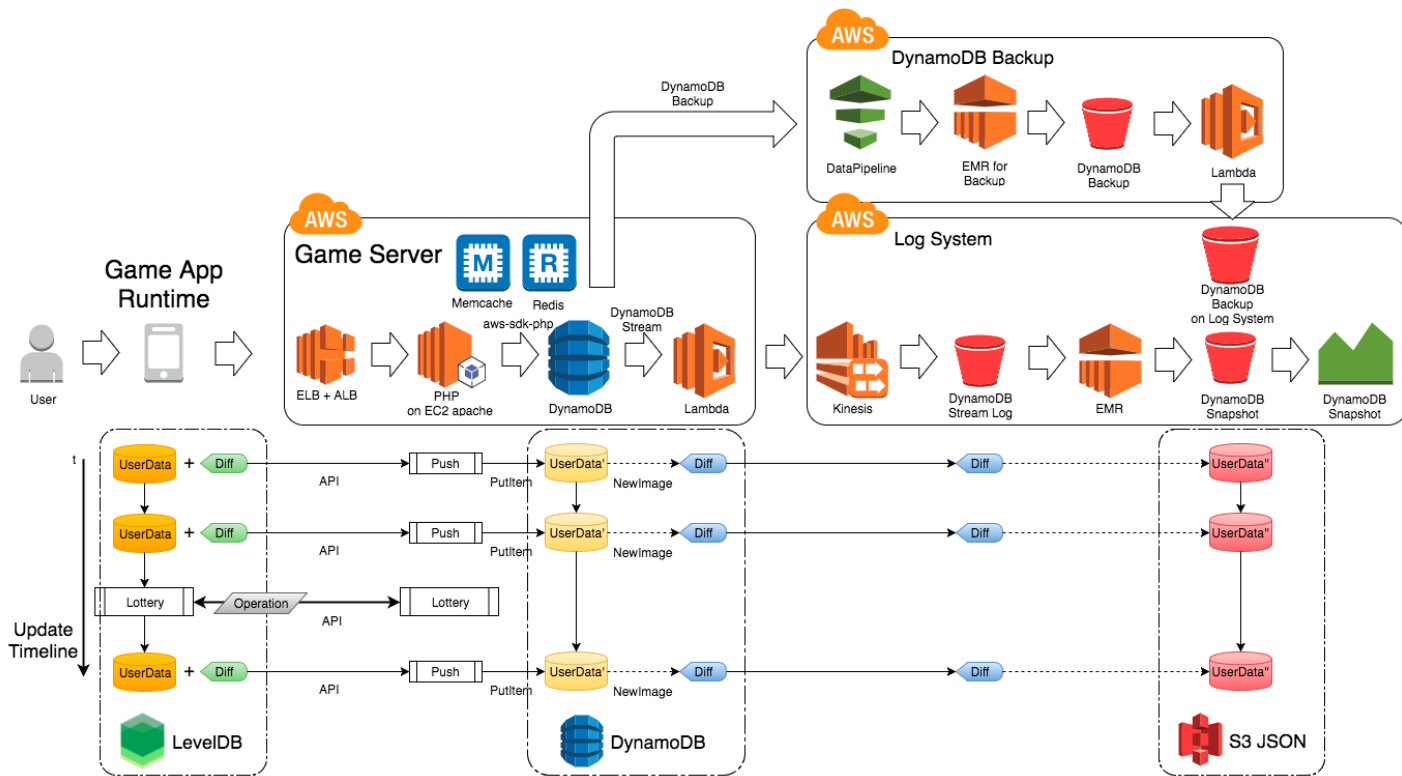 AWS
DynamoDB Backup
DynamoDB
Backup
DataPipeline
EMR for
Backup
DynamoDB
Backup
Lambda
AWS
Game Server
AWS
Log System
Game App
Runtime
M
R
Memcache
Redis
aws-sdk-php
DynamoDB
Stream
DynamoDB
Backup
on Log System
User
ELB + ALB
PHP
on EC2 apache
DynamoDB
Lambda
Kinesis
DynamoDB
Stream Log
EMR
DynamoDB
Snapshot
DynamoDB
Snapshot
t
UserData
+
Diff
API
Push
PutItem
UserData'
NewImage
Diff
Diff
UserData"
UserData
+
Diff
API
Push
PutItem
UserData'
NewImage
Diff
Diff
UserData"
Lottery
Operation
API
Lottery
Update
Timeline
UserData
+
Diff
API
Push
PutItem
UserData'
NewImage
Diff
Diff
UserData"
LevelDB
DynamoDB
S3 JSON